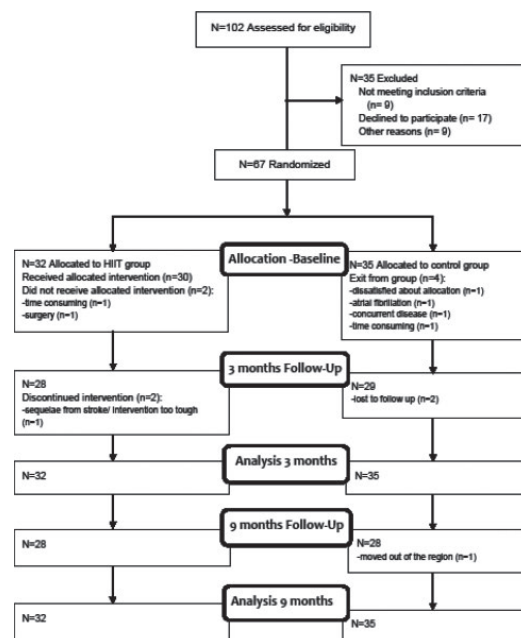 N=102 Assessed for eligibility
N=35 Excluded
Not meeting inclusion criteria
(n= 9)
Declined to participate (n= 17)
Other reasons (n= 9)
N=67 Randomized
Allocation -Baseline
N=32 Allocated to HIIT group
Received allocated intervention (n=30)
Did not receive allocated intervention (n=2):
-time consuming (n=1)
-surgery (n=1)
N=35 Allocated to control group
Exit from group (n=4):
-dissatisfied about allocation (n=1)
-atrial fibrillation (n=1)
-concurrent disease (n=1)
-time consuming (n=1)
3 months Follow-Up
N=28
Discontinued intervention (n=2):
-sequelae from stroke/ intervention too tough
(n=1)
N=29
-lost to follow up (n=2)
Analysis 3 months
N=32
N=35
9 months Follow-Up
N=28
N=28
-moved out of the region (n=1)
Analysis 9 months
N=32
N=35